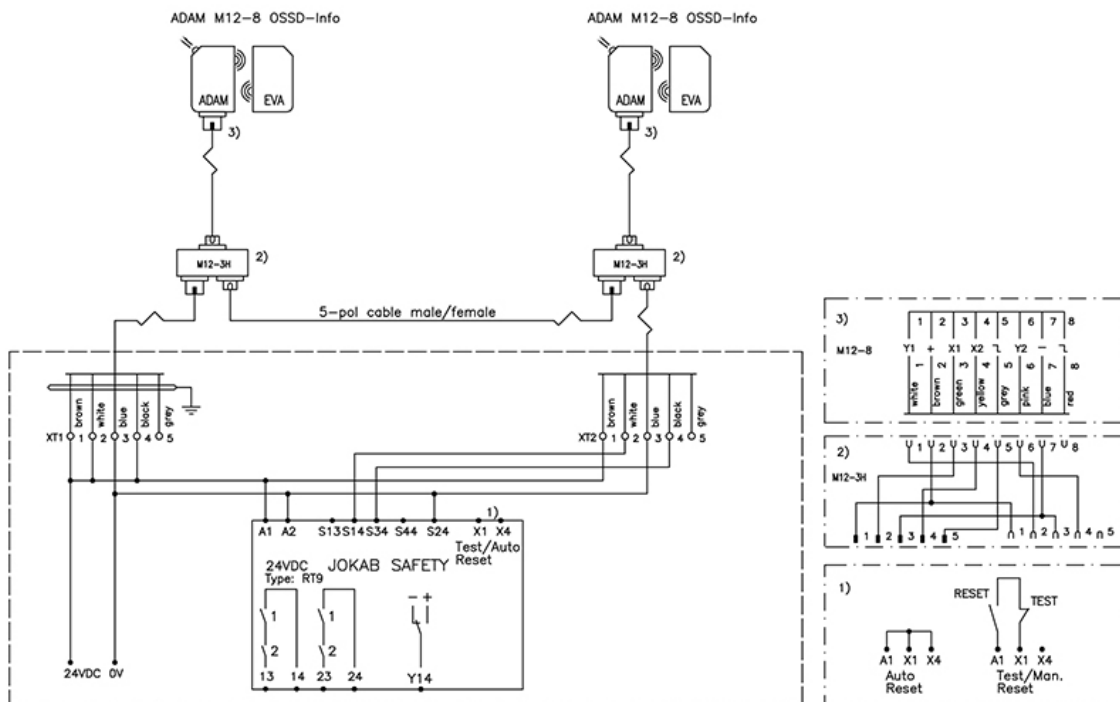 ADAM M12-8 OSSD-Info
ADAM M12-8 OSSD-Info
ADAM EVA
ADAM EVA
3)
3)
M12-3H 2)
M12-3H 2)
5-pol cable male/female
brown white blue black grey
XT1 1 2 3 4 5
brown white blue black grey
XT2 1 2 3 4 5
1)
A1 A2 S13 S14 S34 S44 S24 X1 X4
Test/Auto
Reset
24VDC JOKAB SAFETY
Type: RT9
- +
1 1
2 2
13 14 23 24 Y14
24VDC 0V
3)
1 2 3 4 5 6 7 8
M12-8
Y1 + X1 X2 Y2 -
1 2 3 4 5 6 7 8
white brown green yellow grey pink blue red
2)
1 2 3 4 5 6 7 8
M12-3H
1 2 3 4 5 1 2 3 4 5
1)
RESET TEST
A1 X1 X4 A1 X1 X4
Auto
Reset
Test/Man.
Reset